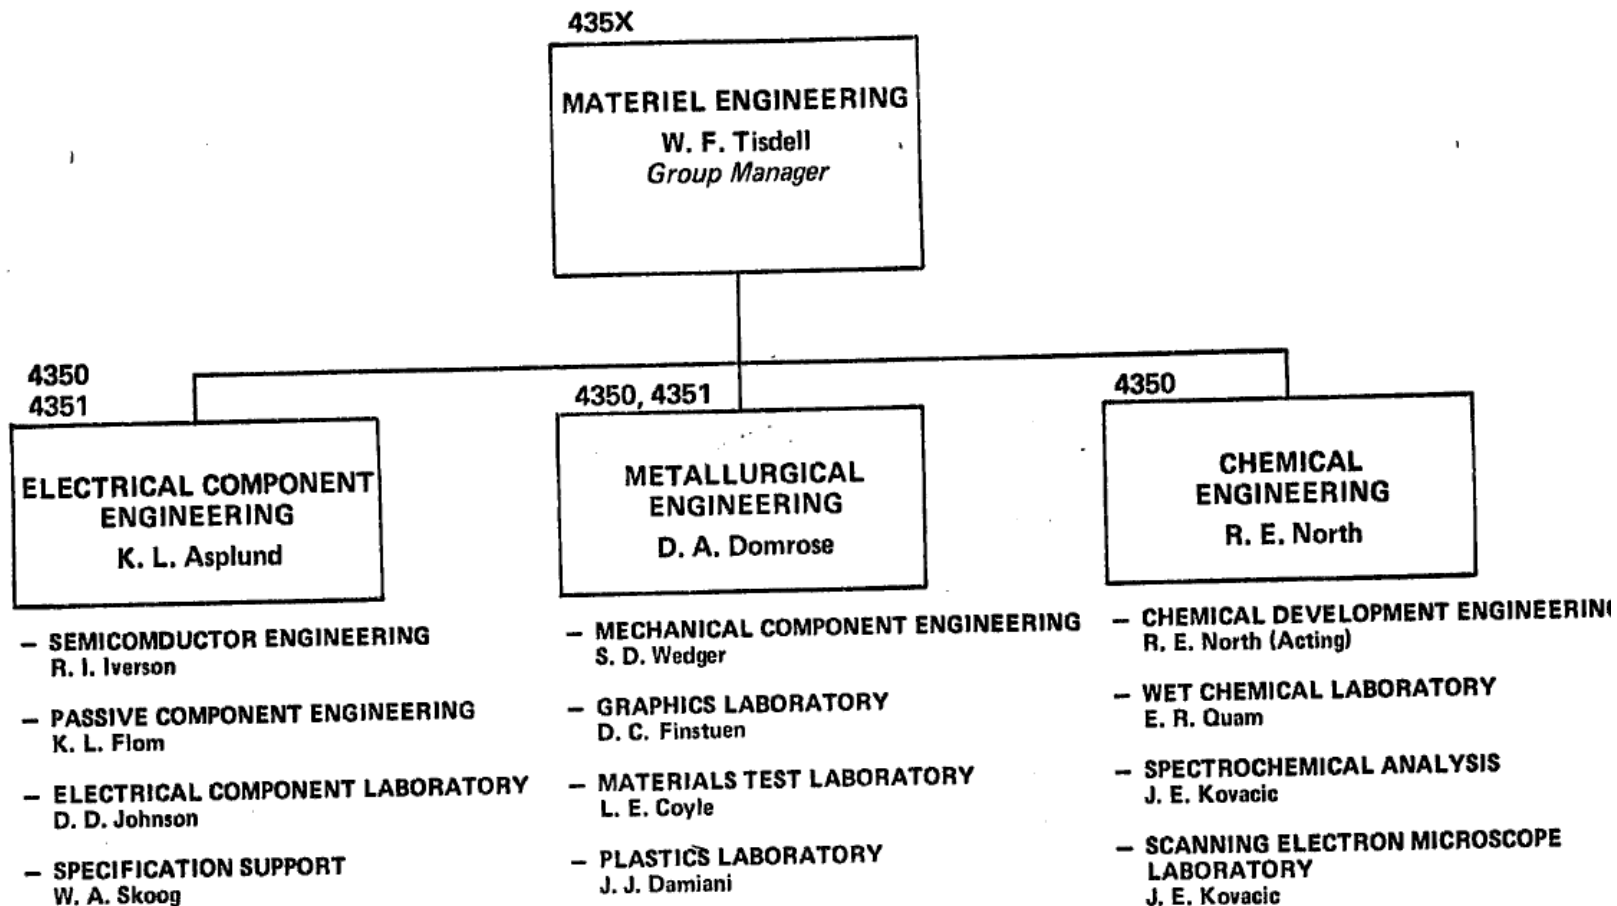 435X
MATERIEL ENGINEERING
W. F. Tisdell
Group Manager
4350
4351
ELECTRICAL COMPONENT
ENGINEERING
K. L. Asplund
– SEMICOMDUCTOR ENGINEERING
R. I. Iverson
– PASSIVE COMPONENT ENGINEERING
K. L. Flom
– ELECTRICAL COMPONENT LABORATORY
D. D. Johnson
– SPECIFICATION SUPPORT
W. A. Skoog
4350, 4351
METALLURGICAL
ENGINEERING
D. A. Domrose
– MECHANICAL COMPONENT ENGINEERING
S. D. Wedger
– GRAPHICS LABORATORY
D. C. Finstuen
– MATERIALS TEST LABORATORY
L. E. Coyle
– PLASTICS LABORATORY
J. J. Damiani
4350
CHEMICAL
ENGINEERING
R. E. North
– CHEMICAL DEVELOPMENT ENGINEERING
R. E. North (Acting)
– WET CHEMICAL LABORATORY
E. R. Quam
– SPECTROCHEMICAL ANALYSIS
J. E. Kovacic
– SCANNING ELECTRON MICROSCOPE
LABORATORY
J. E. Kovacic